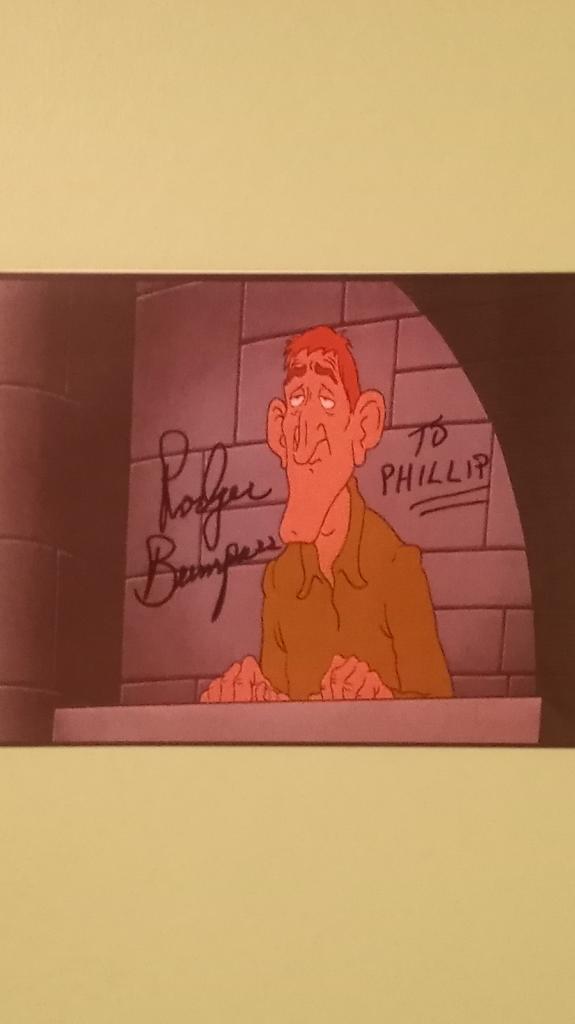 Rodger
Bumpass
TO
PHILLIP